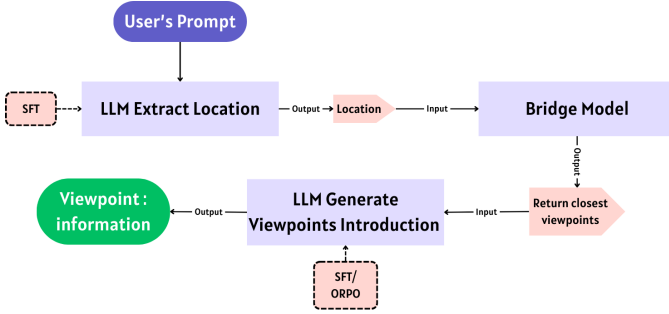 User's Prompt
SFT
LLM Extract Location
Output
Location
Input
Bridge Model
Output
Return closest
viewpoints
Input
LLM Generate
Viewpoints Introduction
Output
Viewpoint :
information
SFT/
ORPO